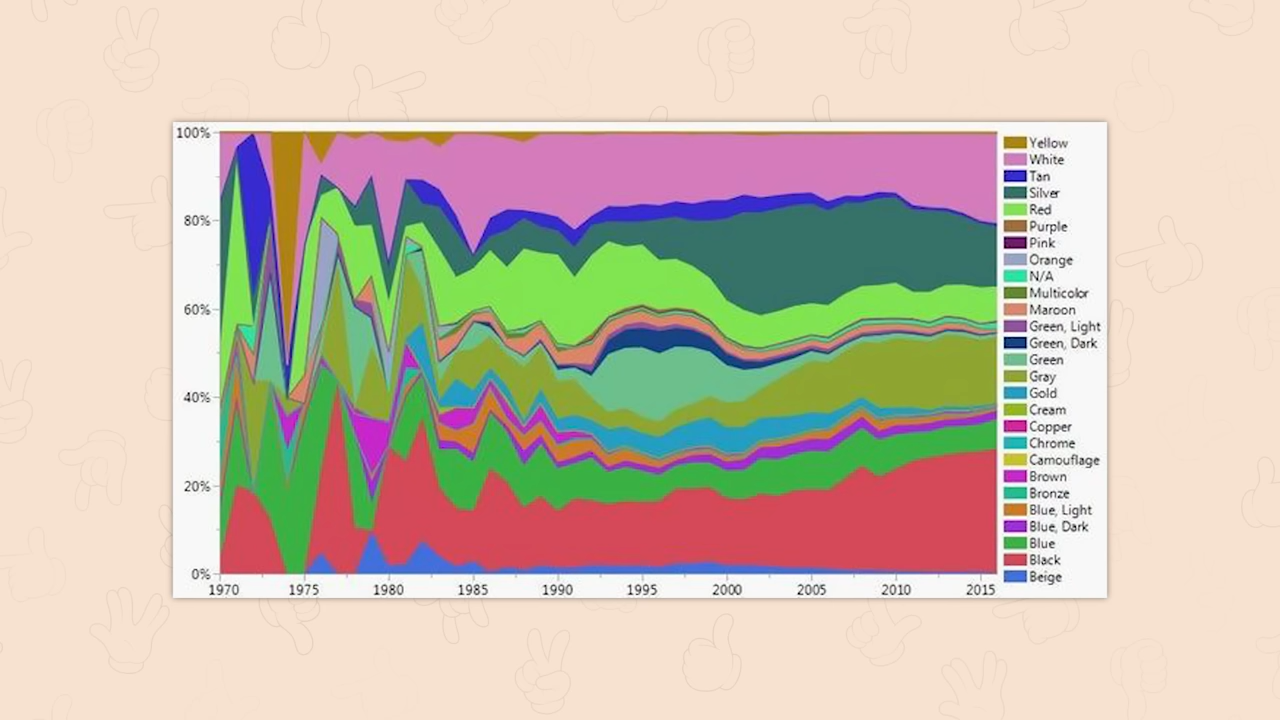 100%
80%
60%
40%
20%
0%
1970 1975 1980 1985 1990 1995 2000 2005 2010 2015
Yellow
White
Tan
Silver
Red
Purple
Pink
Orange
N/A
Multicolor
Maroon
Green, Light
Green, Dark
Green
Gray
Gold
Cream
Copper
Chrome
Camouflage
Brown
Bronze
Blue, Light
Blue, Dark
Blue
Black
Beige